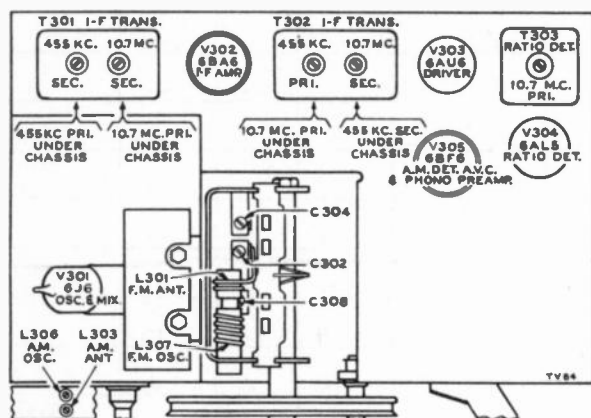 T301 I-F TRANS.
455 KC.
10.7 MC.
SEC.
SEC.
V302
6BA6
I-F AMP.
T302 I-F TRANS.
455 KC.
10.7 MC.
PRI.
SEC.
V303
6AU6
DRIVER
T303
RATIO DET.
10.7 M.C.
PRI.
455 KC PRI.
UNDER
CHASSIS
10.7 MC. PRI.
UNDER
CHASSIS
10.7 MC. PRI.
UNDER
CHASSIS
455 KC. SEC.
UNDER
CHASSIS
V305
6BF6
A.M. DET. A.V.C.
& PHONO PREAMP.
V304
6AL5
RATIO DET.
C304
C302
L301
F.M. ANT.
C308
L307
F.M. OSC.
V301
6J6
OSC. & MIX.
L306
A.M.
OSC.
L303
A.M.
ANT
TV84